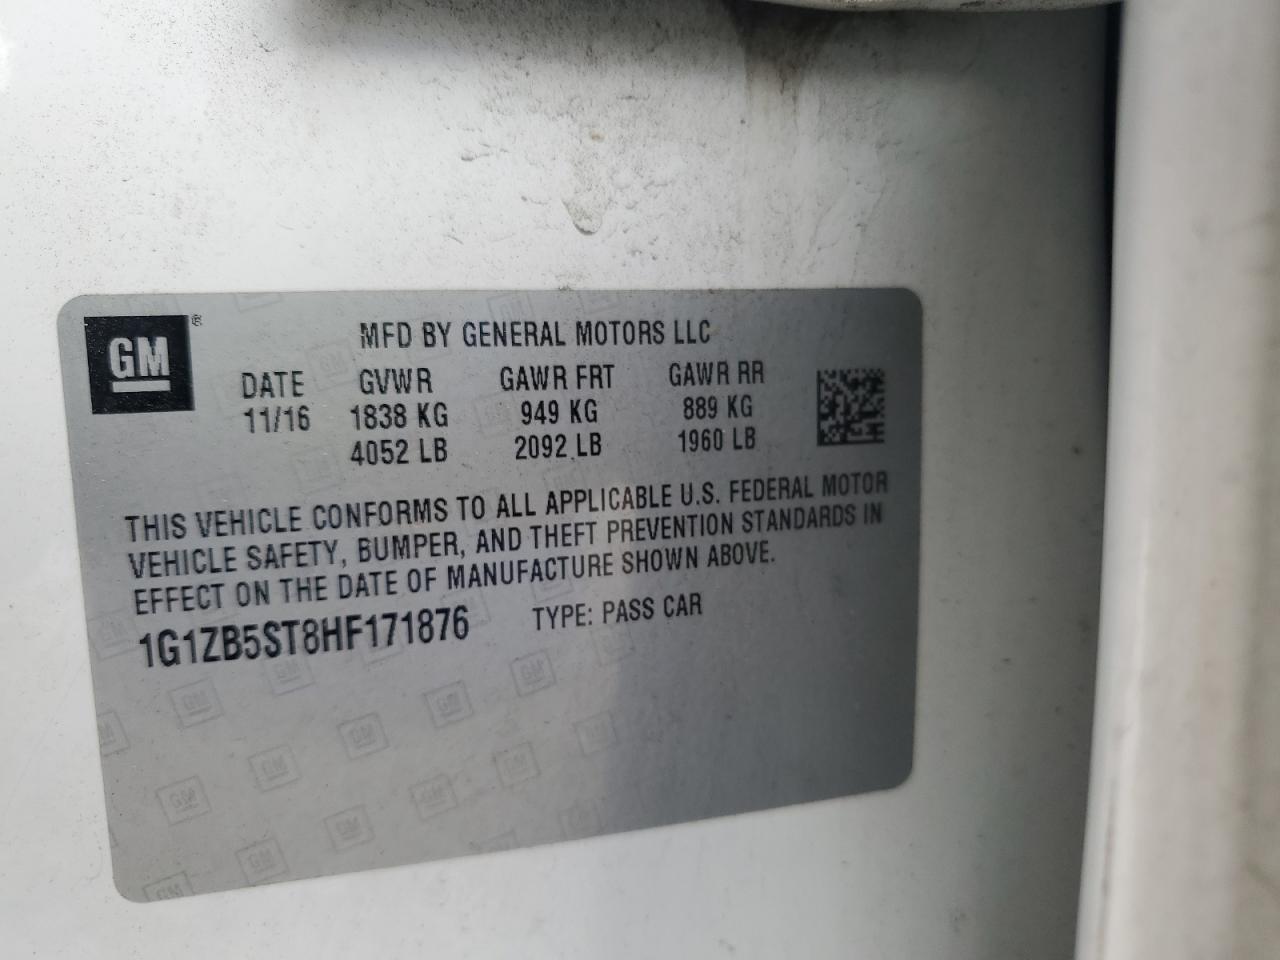 GM ®
MFD BY GENERAL MOTORS LLC
DATE GVWR GAWR FRT GAWR RR
11/16 1838 KG 949 KG 889 KG
4052 LB 2092 LB 1960 LB
THIS VEHICLE CONFORMS TO ALL APPLICABLE U.S. FEDERAL MOTOR
VEHICLE SAFETY, BUMPER, AND THEFT PREVENTION STANDARDS IN
EFFECT ON THE DATE OF MANUFACTURE SHOWN ABOVE.
1G1ZB5ST8HF171876 TYPE: PASS CAR